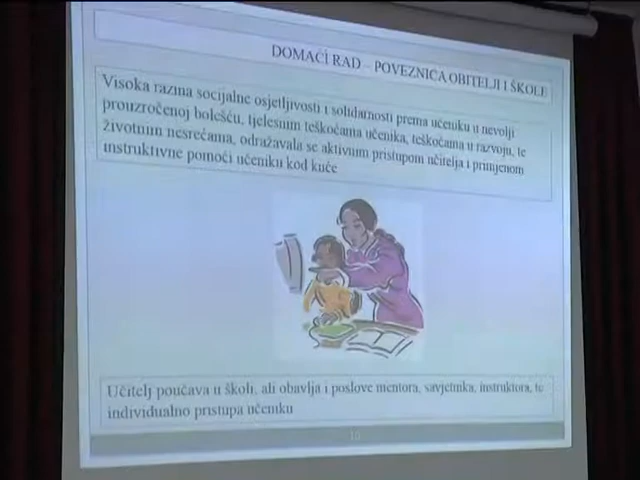 DOMAĆI RAD – POVEZNICA OBITELJI I ŠKOLE
Visoka razina socijalne osjetljivosti i solidarnosti prema učeniku u nevolji
prouzročenoj bolešću, tjelesnim teškoćama učenika, teškoćama u razvoju, te
životnim nesrećama, odražavala se aktivnim pristupom učitelja i primjenom
instruktivne pomoći učeniku kod kuće
Učitelj poučava u školi, ali obavlja i poslove mentora, savjetnika, instruktora, te
individualno pristupa učeniku